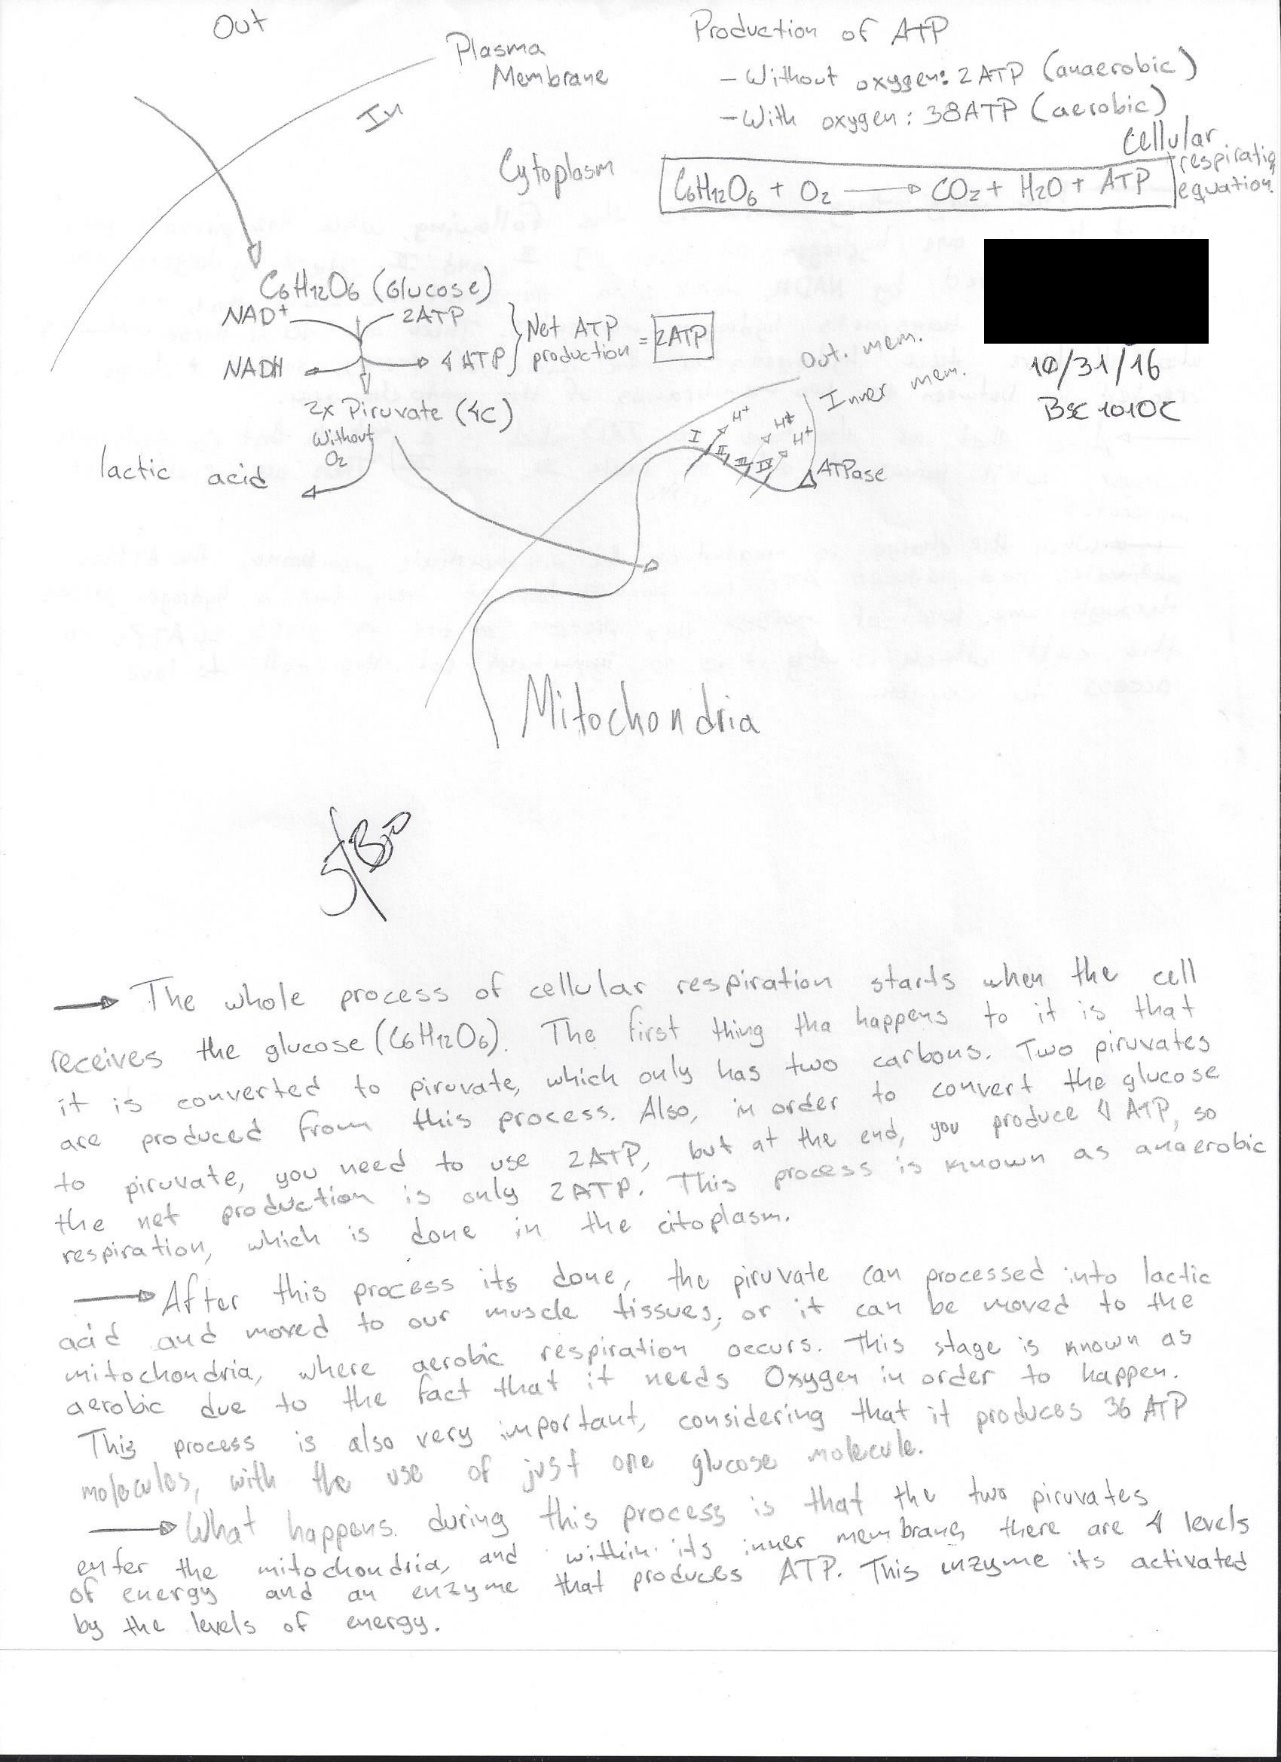 Out
Plasma
Membrane
In
Cytoplasm
Production of ATP
- Without oxygen: 2 ATP (anaerobic)
- With oxygen: 38 ATP (aerobic)
Cellular
respiration
equation
C6H12O6 + O2 → CO2 + H2O + ATP
10/31/16
BSC 1010C
C6H12O6 (Glucose)
NAD+ 2ATP
NADH 4 ATP
Net ATP
production = 2ATP
2x Piruvate (4C)
Without
O2
lactic acid
Out. mem.
Inner mem.
I II III IV
H+ H+ H+
ATPase
Mitochondria
→ The whole process of cellular respiration starts when the cell
receives the glucose (C6H12O6). The first thing tha happens to it is that
it is converted to piruvate, which only has two carbons. Two piruvates
are produced from this process. Also, in order to convert the glucose
to piruvate, you need to use 2ATP, but at the end, you produce 4 ATP, so
the net production is only 2ATP. This process is known as anaerobic
respiration, which is done in the citoplasm.
→ After this process its done, the piruvate can processed into lactic
acid and moved to our muscle tissues, or it can be moved to the
mitochondria, where aerobic respiration occurs. This stage is known as
aerobic due to the fact that it needs Oxygen in order to happen.
This process is also very important, considering that it produces 36 ATP
molecules, with the use of just one glucose molecule.
→ What happens during this process is that the two piruvates
enter the mitochondria, and within its inner membrane, there are 4 levels
of energy and an enzyme that produces ATP. This enzyme its activated
by the levels of energy.